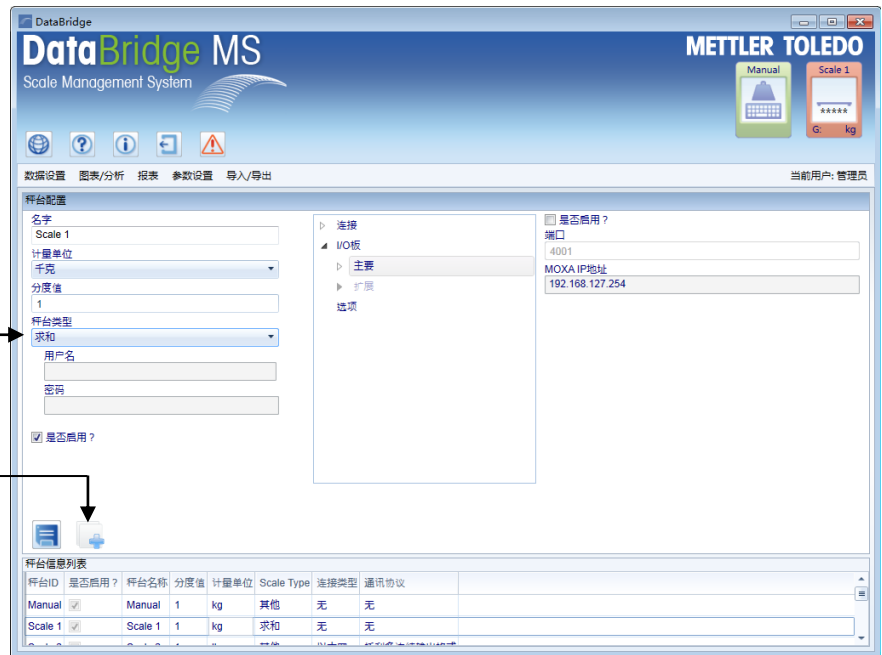 DataBridge
DataBridge MS
Scale Management System
METTLER TOLEDO
Manual
Scale 1
*****
G: kg
数据设置 图表/分析 报表 参数设置 导入/导出
当前用户: 管理员
秤台配置
名字
Scale 1
计量单位
千克
分度值
1
秤台类型
求和
用户名
密码
是否启用？
连接
I/O板
主要
扩展
选项
是否启用？
端口
4001
MOXA IP地址
192.168.127.254
秤台信息列表
秤台ID 是否启用？ 秤台名称 分度值 计量单位 Scale Type 连接类型 通讯协议
Manual Manual 1 kg 其他 无 无
Scale 1 Scale 1 1 kg 求和 无 无